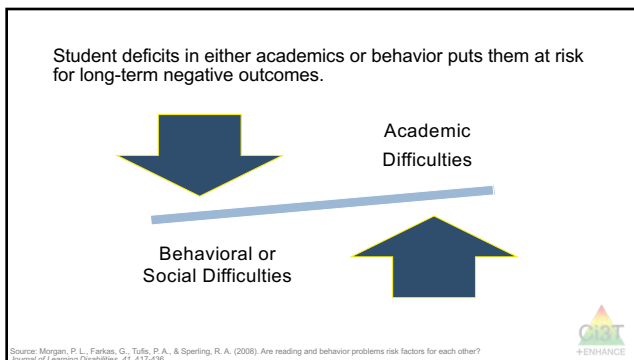 Student deficits in either academics or behavior puts them at risk
for long-term negative outcomes.
Academic
Difficulties
Behavioral or
Social Difficulties
Source: Morgan, P. L., Farkas, G., Tufis, P. A., & Sperling, R. A. (2008). Are reading and behavior problems risk factors for each other?
Journal of Learning Disabilities, 41, 417-436.
Ci3T
+ENHANCE